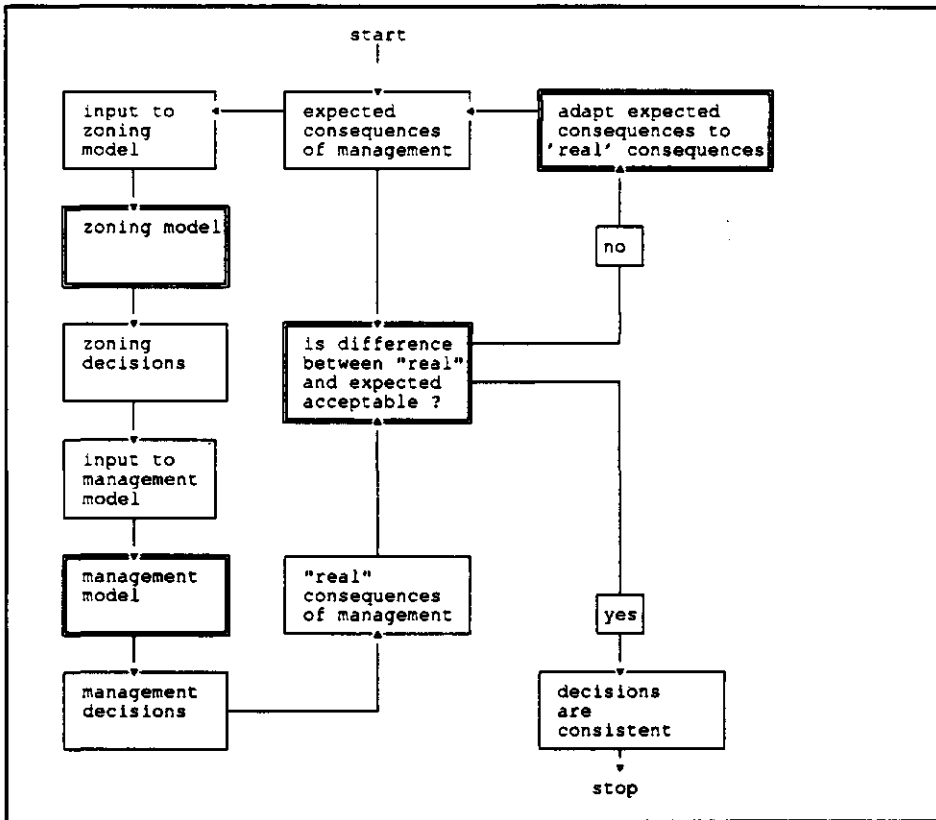 start
input to
zoning
model
expected
consequences
of management
adapt expected
consequences to
'real' consequences
zoning model
no
zoning
decisions
is difference
between "real"
and expected
acceptable ?
input to
management
model
management
model
"real"
consequences
of management
yes
management
decisions
decisions
are
consistent
stop